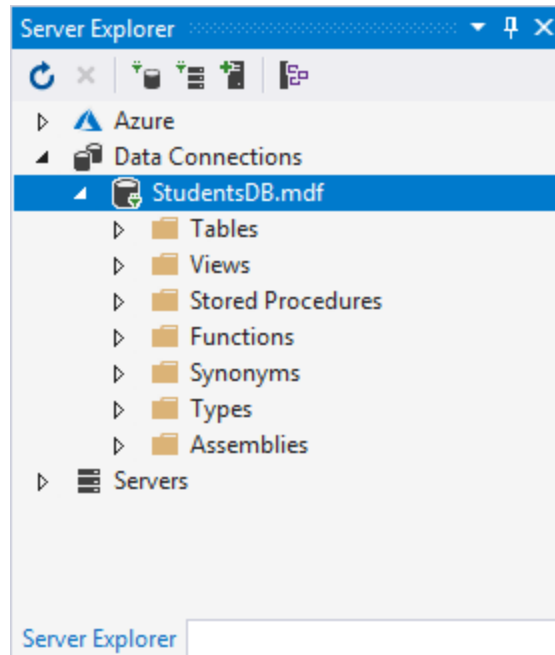 Server Explorer
Azure
Data Connections
StudentsDB.mdf
Tables
Views
Stored Procedures
Functions
Synonyms
Types
Assemblies
Servers
Server Explorer